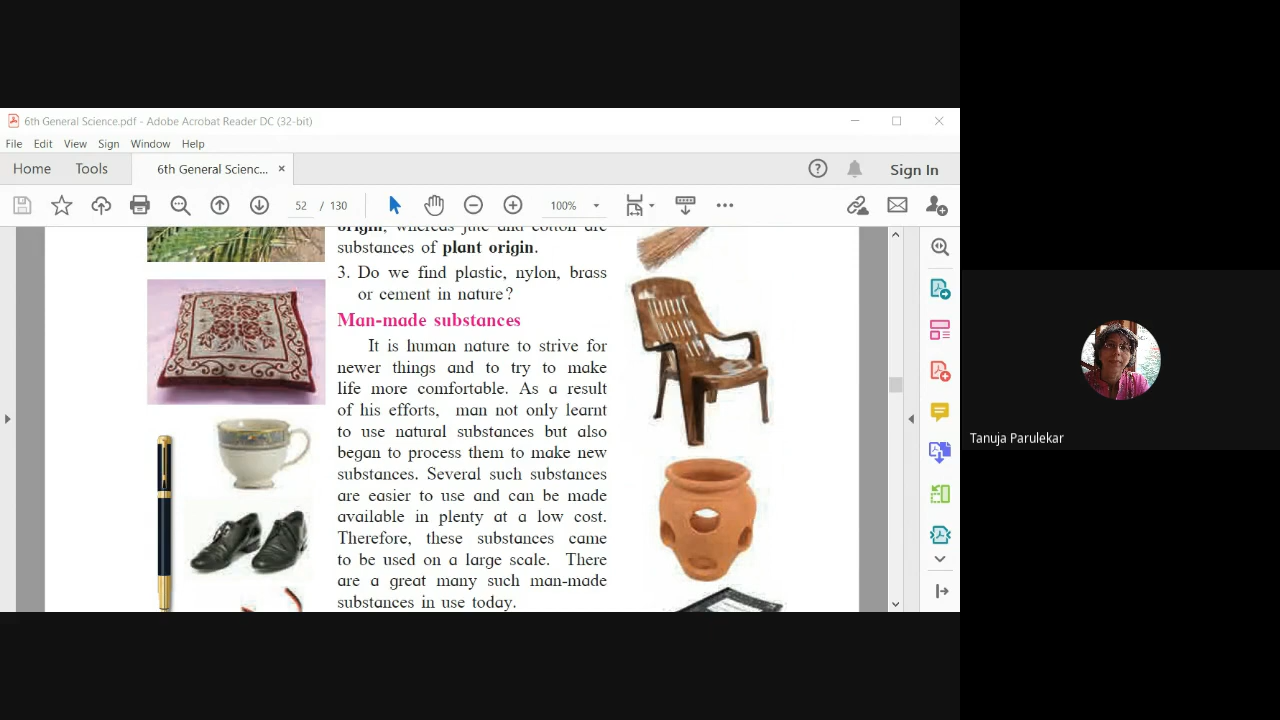 6th General Science.pdf - Adobe Acrobat Reader DC (32-bit)
File Edit View Sign Window Help
Home Tools 6th General Scienc... × Sign In
52 / 130 100%
origin, whereas jute and cotton are
substances of plant origin.
3. Do we find plastic, nylon, brass
or cement in nature?
Man-made substances
It is human nature to strive for
newer things and to try to make
life more comfortable. As a result
of his efforts, man not only learnt
to use natural substances but also
began to process them to make new
substances. Several such substances
are easier to use and can be made
available in plenty at a low cost.
Therefore, these substances came
to be used on a large scale. There
are a great many such man-made
substances in use today.
Tanuja Parulekar